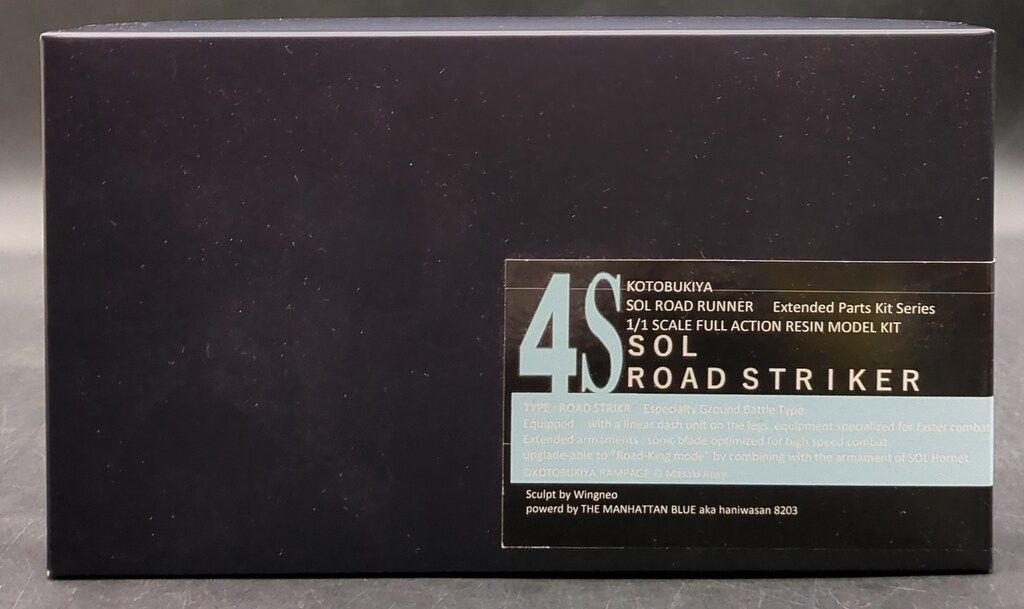 4S
KOTOBUKIYA
SOL ROAD RUNNER Extended Parts Kit Series
1/1 SCALE FULL ACTION RESIN MODEL KIT
SOL
ROAD STRIKER
TYPE : ROAD STRIKR Especialty Ground Battle Type
Equipped with a linear dash unit on the legs equipment specialized for faster combat
Extended armaments sonic blade optimized for high speed combat
upglade-able to "Road-King mode" by combining with the armament of SOL Hornet.
©KOTOBUKIYA RAMPAGE © Masaki Apsy
Sculpt by Wingneo
powerd by THE MANHATTAN BLUE aka haniwasan 8203